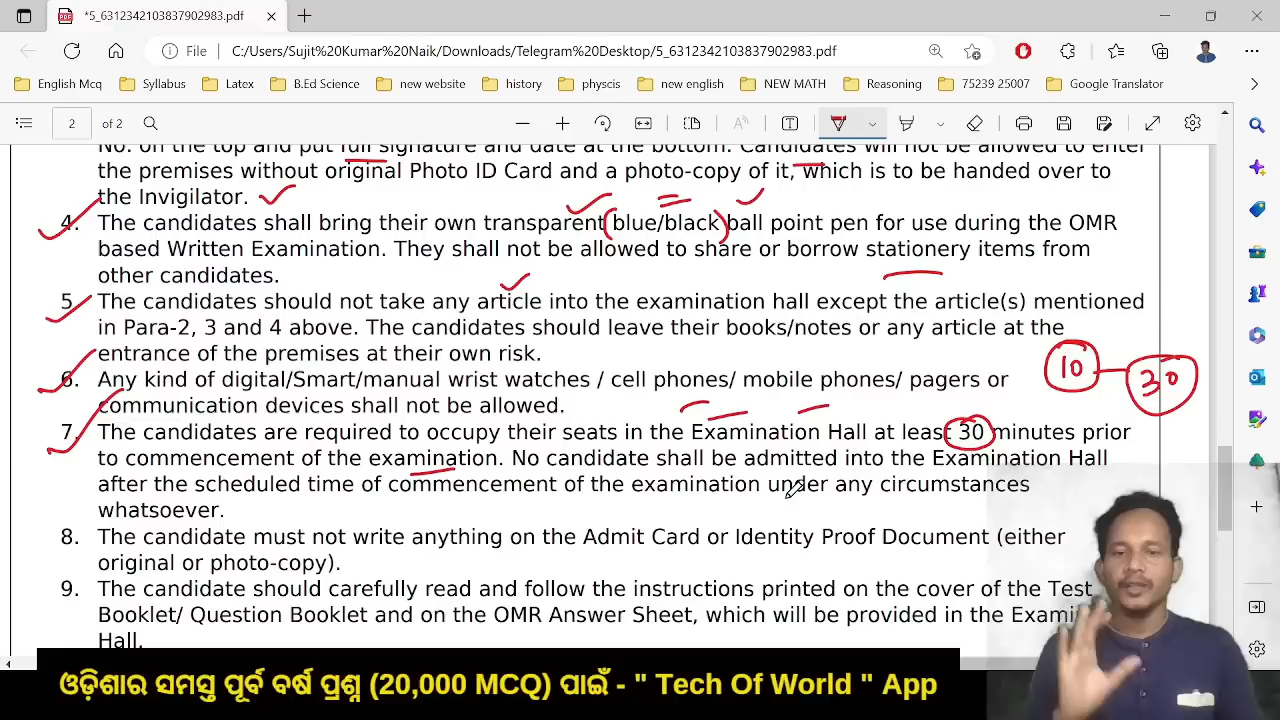 *5_6312342103837902983.pdf
File C:/Users/Sujit%20Kumar%20Naik/Downloads/Telegram%20Desktop/5_6312342103837902983.pdf
English Mcq Syllabus Latex B.Ed Science new website history physcis new english NEW MATH Reasoning 75239 25007 Google Translator
2 of 2
No. on the top and put full signature and date at the bottom. Candidates will not be allowed to enter
the premises without original Photo ID Card and a photo-copy of it, which is to be handed over to
the Invigilator.
4. The candidates shall bring their own transparent (blue/black) ball point pen for use during the OMR
based Written Examination. They shall not be allowed to share or borrow stationery items from
other candidates.
5 The candidates should not take any article into the examination hall except the article(s) mentioned
in Para-2, 3 and 4 above. The candidates should leave their books/notes or any article at the
entrance of the premises at their own risk.
10 30
6. Any kind of digital/Smart/manual wrist watches / cell phones/ mobile phones/ pagers or
communication devices shall not be allowed.
7. The candidates are required to occupy their seats in the Examination Hall at least 30 minutes prior
to commencement of the examination. No candidate shall be admitted into the Examination Hall
after the scheduled time of commencement of the examination under any circumstances
whatsoever.
8. The candidate must not write anything on the Admit Card or Identity Proof Document (either
original or photo-copy).
9. The candidate should carefully read and follow the instructions printed on the cover of the Test
Booklet/ Question Booklet and on the OMR Answer Sheet, which will be provided in the Exami
Hall.
ଓଡ଼ିଶାର ସମସ୍ତ ପୂର୍ବ ବର୍ଷ ପ୍ରଶ୍ନ (20,000 MCQ) ପାଇଁ - " Tech Of World " App